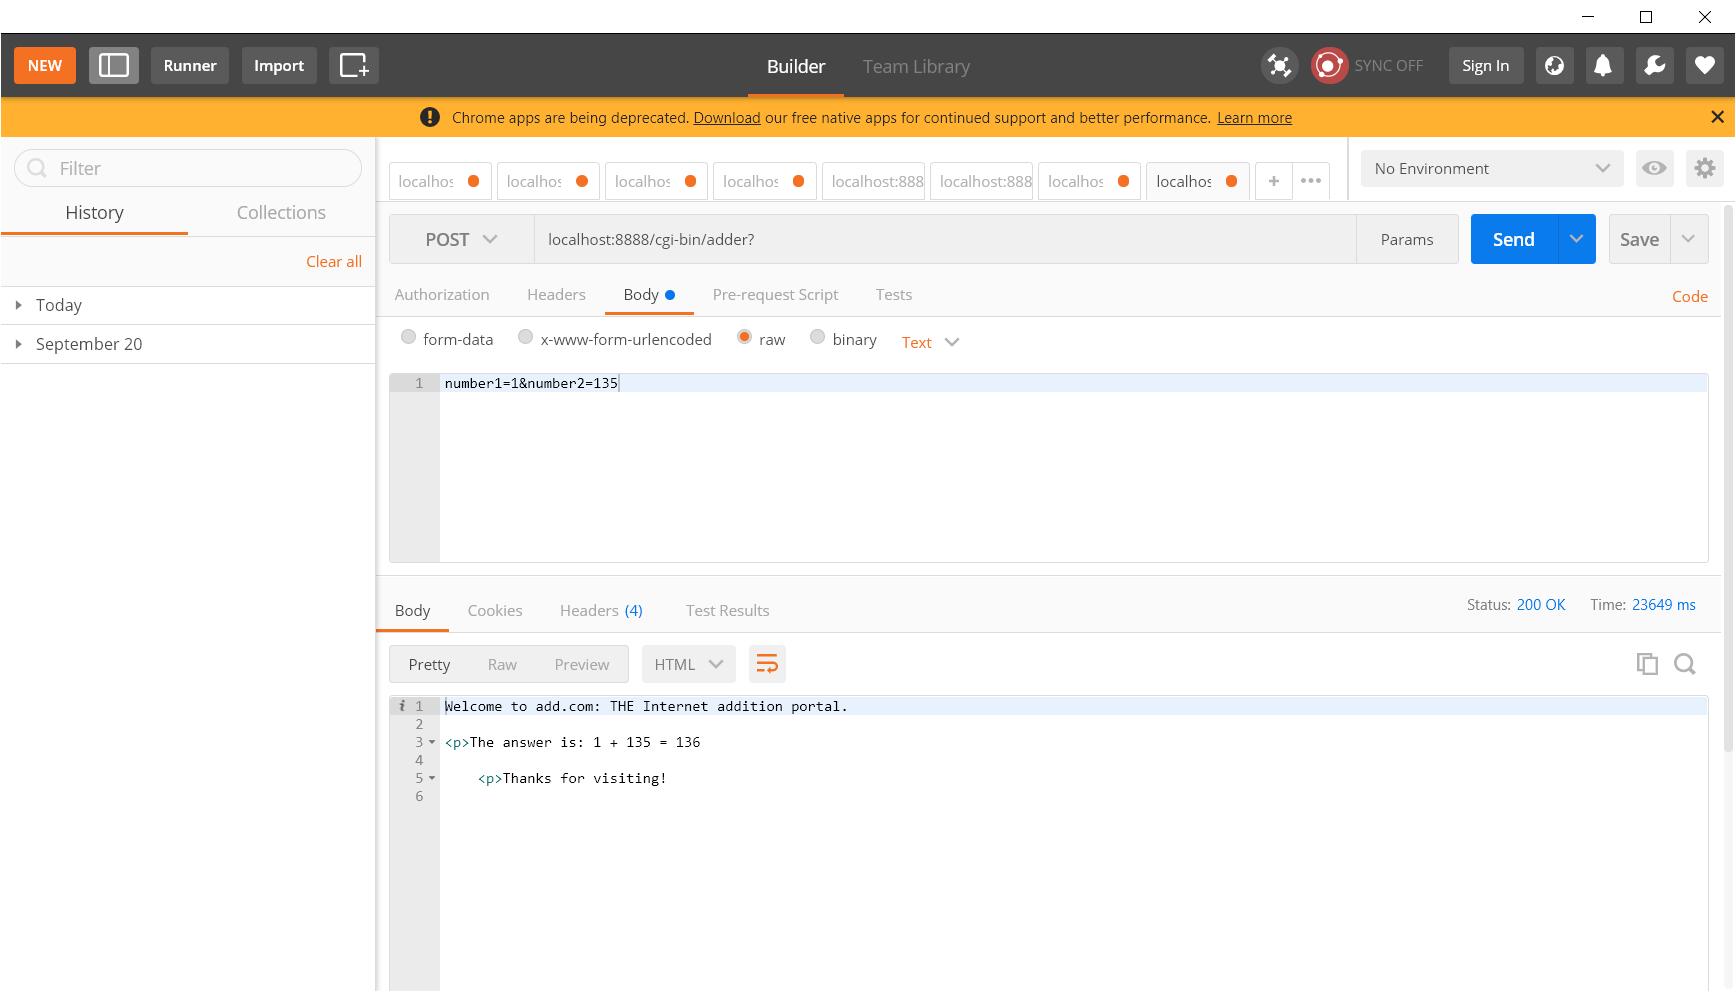 NEW Runner Import Builder Team Library SYNC OFF Sign In
Chrome apps are being deprecated. Download our free native apps for continued support and better performance. Learn more
Filter
History Collections
Clear all
Today
September 20
localhos localhos localhos localhos localhost:888 localhost:888 localhos localhos + ••• No Environment
POST localhost:8888/cgi-bin/adder? Params Send Save
Authorization Headers Body Pre-request Script Tests Code
form-data x-www-form-urlencoded raw binary Text
1 number1=1&number2=135
Body Cookies Headers (4) Test Results Status: 200 OK Time: 23649 ms
Pretty Raw Preview HTML
i 1 Welcome to add.com: THE Internet addition portal.
2
3 <p>The answer is: 1 + 135 = 136
4
5 <p>Thanks for visiting!
6